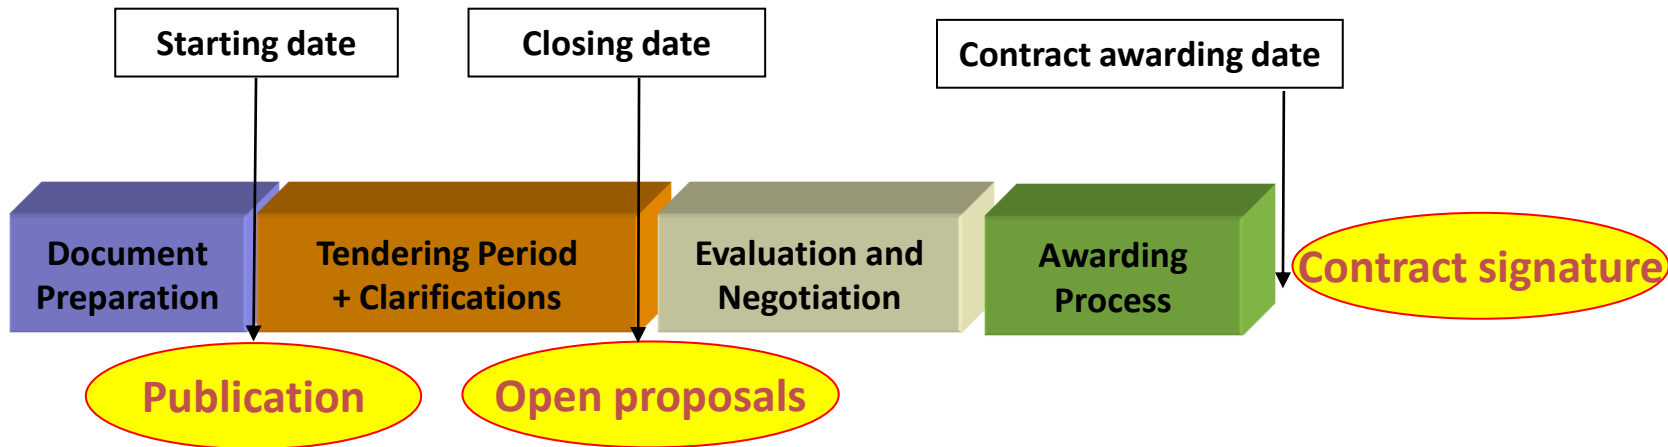 Starting date
Closing date
Contract awarding date
Document
Preparation
Tendering Period
+ Clarifications
Evaluation and
Negotiation
Awarding
Process
Contract signature
Publication
Open proposals